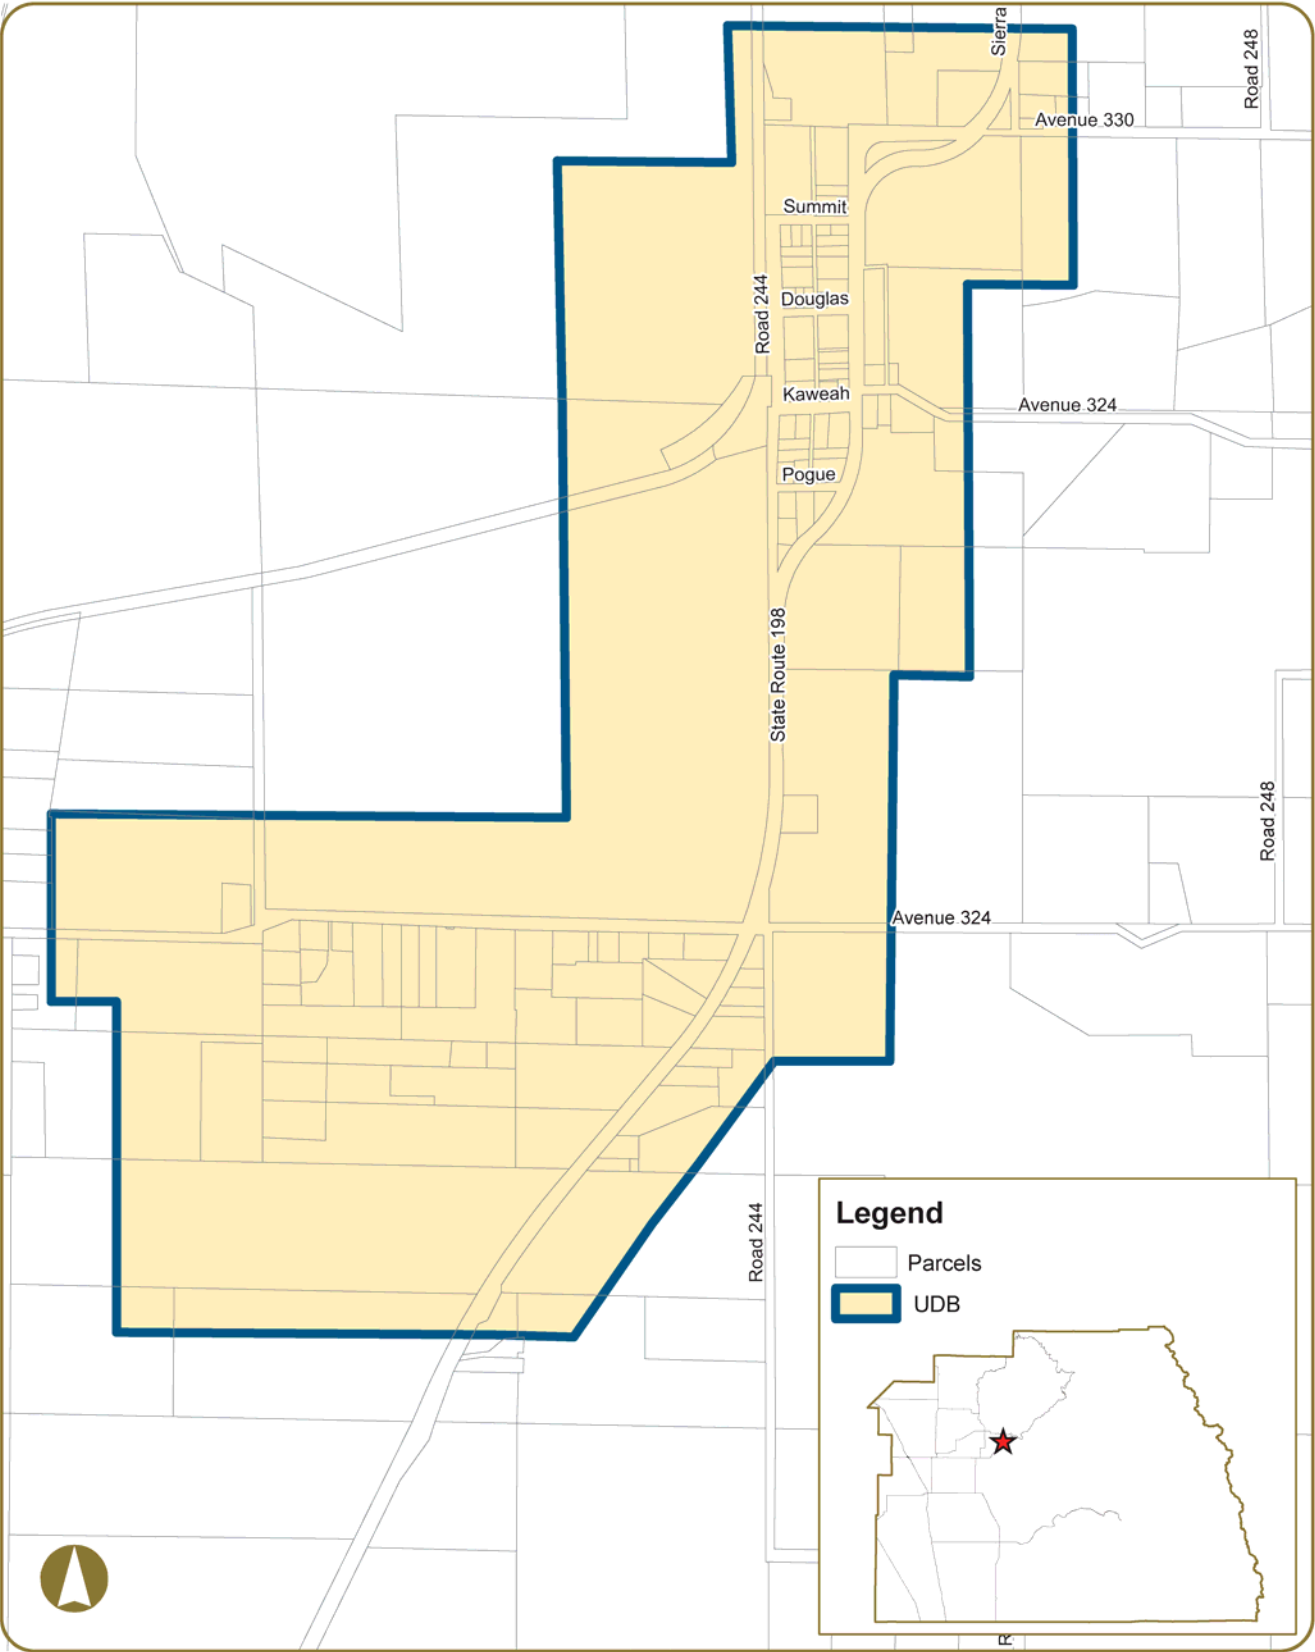 Sierra
Road 248
Avenue 330
Summit
Road 244
Douglas
Kaweah
Avenue 324
Pogue
State Route 198
Road 248
Avenue 324
Road 244
Legend
Parcels
UDB
R